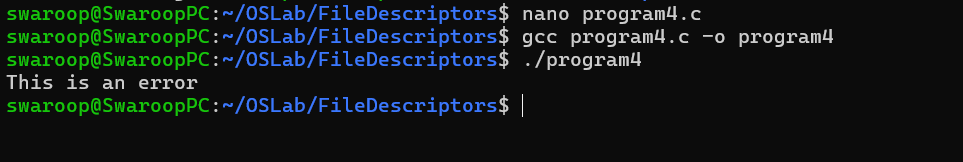 swaroop@SwaroopPC:~/OSLab/FileDescriptors$ nano program4.c
swaroop@SwaroopPC:~/OSLab/FileDescriptors$ gcc program4.c -o program4
swaroop@SwaroopPC:~/OSLab/FileDescriptors$ ./program4
This is an error
swaroop@SwaroopPC:~/OSLab/FileDescriptors$